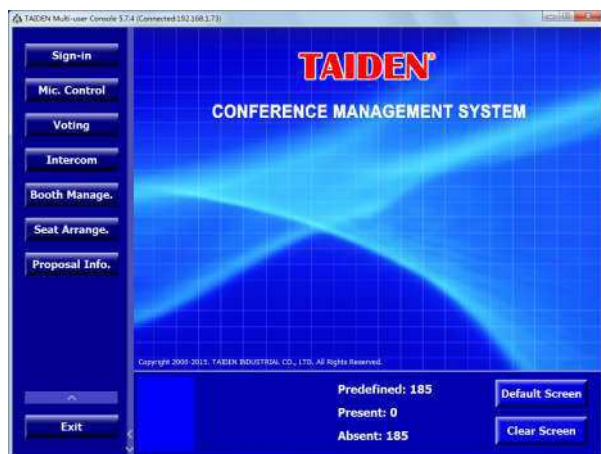 TAIDEN Multi-user Console 5.7.4 (Connected:192.168.1.73)
Sign-in
Mic. Control
Voting
Intercom
Booth Manage.
Seat Arrange.
Proposal Info.
Exit
TAIDEN®
CONFERENCE MANAGEMENT SYSTEM
Copyright 2005-2015. TAIDEN INDUSTRIAL CO., LTD. All Rights Reserved.
Predefined: 185
Present: 0
Absent: 185
Default Screen
Clear Screen